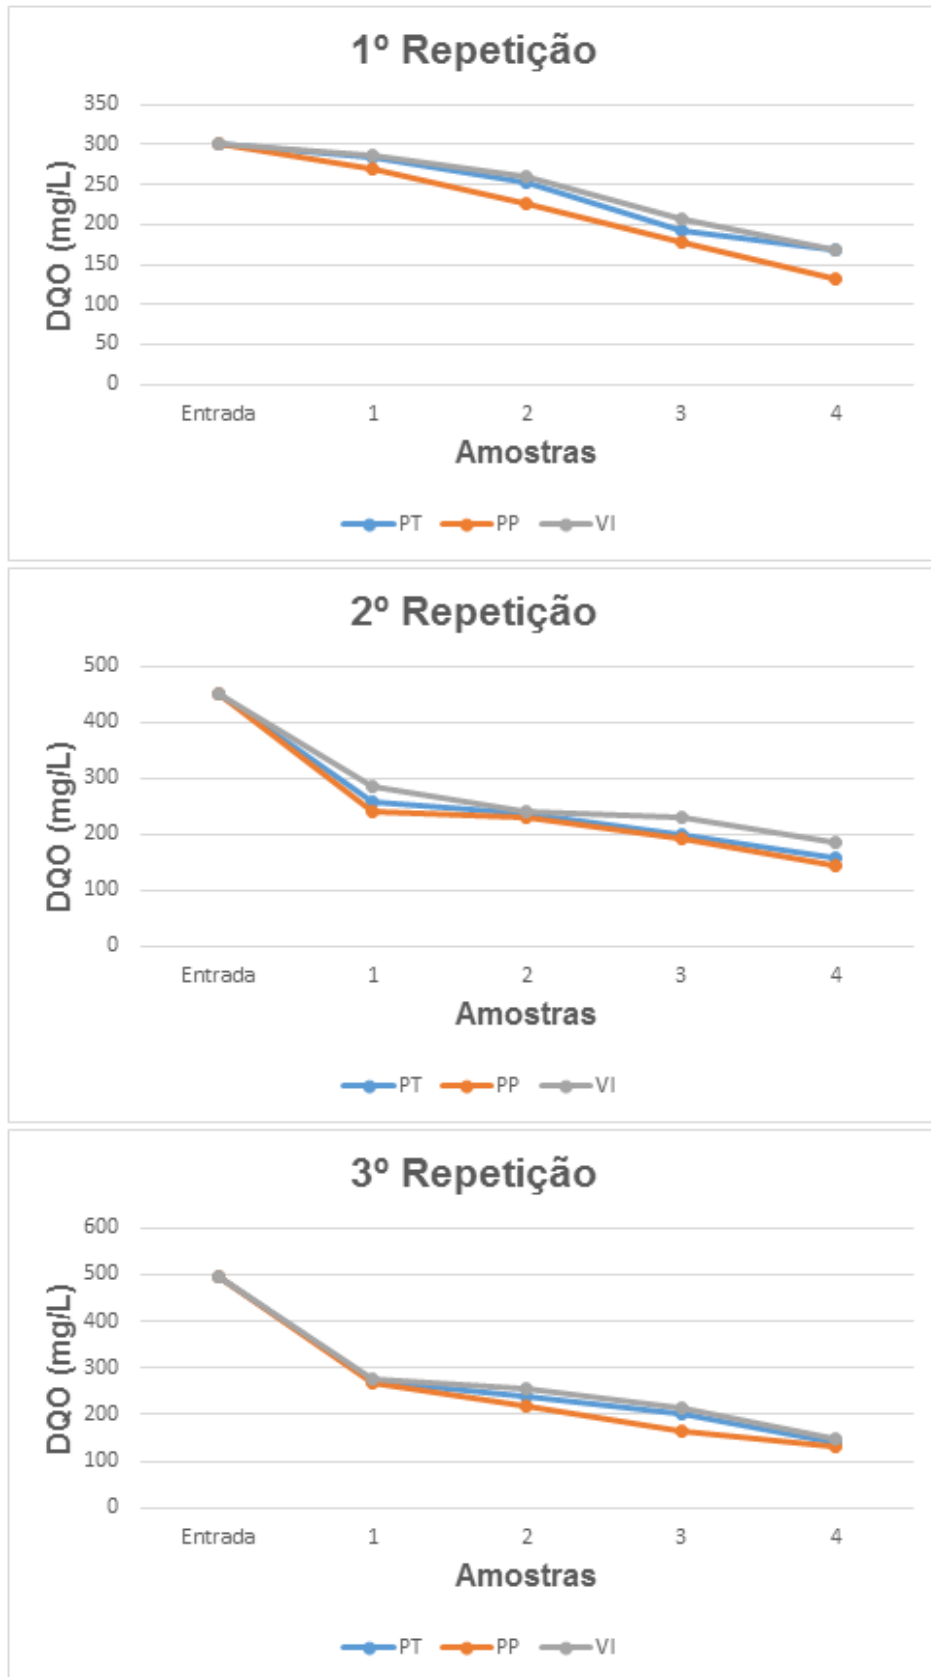 1º Repetição
350
300
250
200
150
100
50
0
DQO (mg/L)
Entrada 1 2 3 4
Amostras
PT PP VI
2º Repetição
500
400
300
200
100
0
DQO (mg/L)
Entrada 1 2 3 4
Amostras
PT PP VI
3º Repetição
600
500
400
300
200
100
0
DQO (mg/L)
Entrada 1 2 3 4
Amostras
PT PP VI